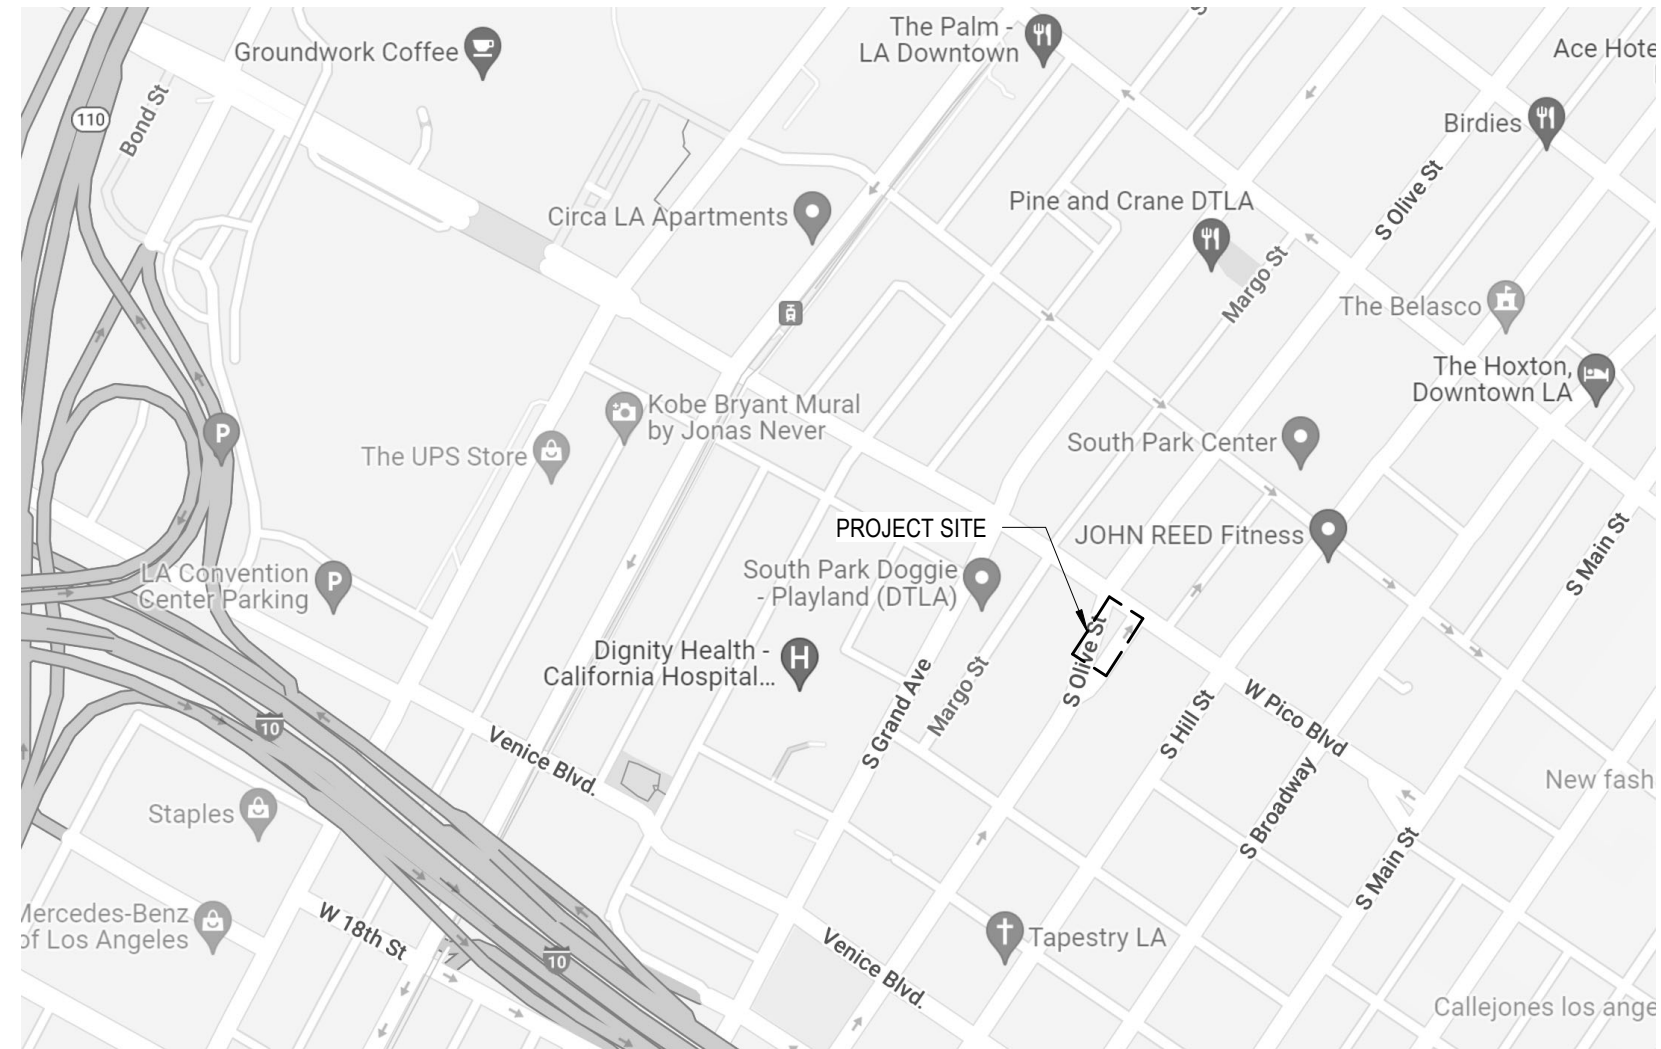 Groundwork Coffee
The Palm -
LA Downtown
Ace Hote
110
Bond St
Birdies
S Olive St
Pine and Crane DTLA
Circa LA Apartments
Margo St
The Belasco
The Hoxton,
Downtown LA
Kobe Bryant Mural
by Jonas Never
P
The UPS Store
South Park Center
PROJECT SITE
JOHN REED Fitness
S Main St
LA Convention
Center Parking
P
South Park Doggie
- Playland (DTLA)
Dignity Health -
California Hospital...
H
S Olive St
S Grand Ave
Margo St
S Hill St
W Pico Blvd
10
Venice Blvd.
S Broadway
New fash
Staples
S Main St
Mercedes-Benz
of Los Angeles
W 18th St
10
Tapestry LA
Venice Blvd.
Callejones los ange